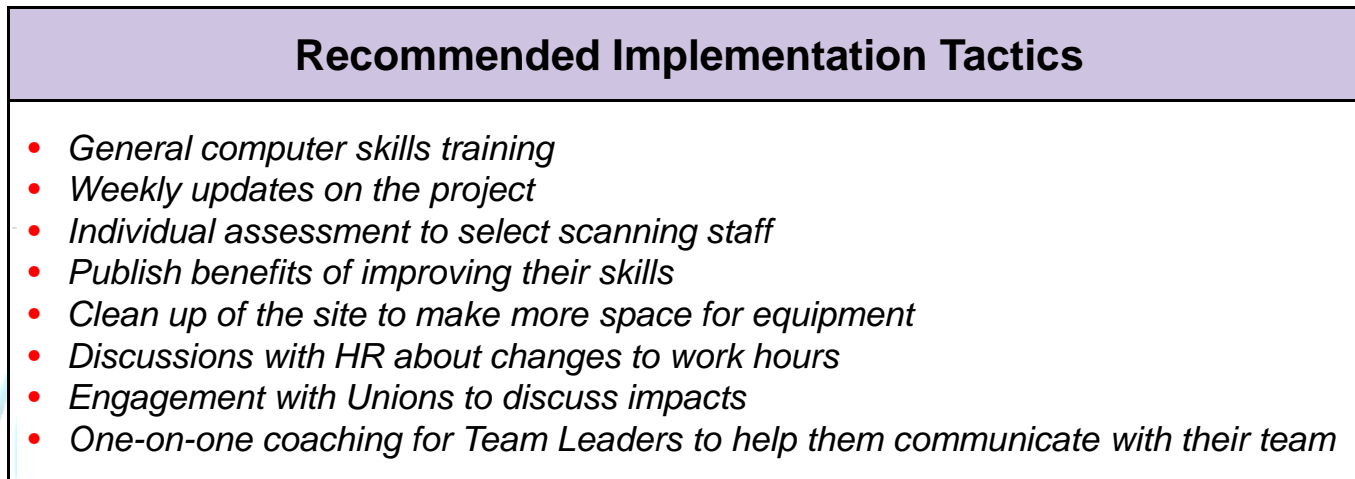 Recommended Implementation Tactics
• General computer skills training
• Weekly updates on the project
• Individual assessment to select scanning staff
• Publish benefits of improving their skills
• Clean up of the site to make more space for equipment
• Discussions with HR about changes to work hours
• Engagement with Unions to discuss impacts
• One-on-one coaching for Team Leaders to help them communicate with their team